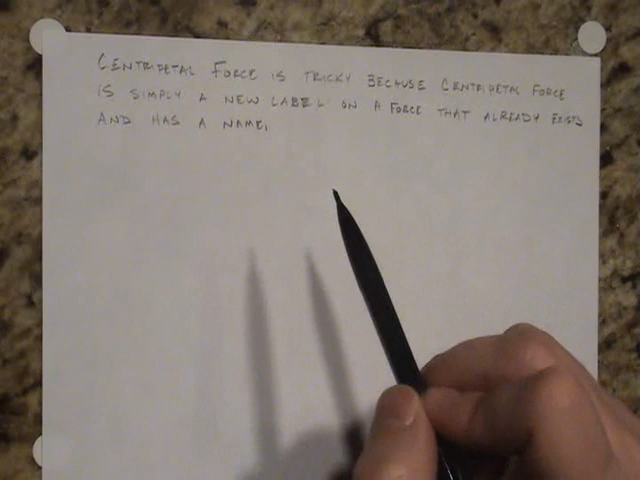 CENTRIPETAL FORCE IS TRICKY BECAUSE CENTRIPETAL FORCE
IS SIMPLY A NEW LABEL ON A FORCE THAT ALREADY EXISTS
AND HAS A NAME.